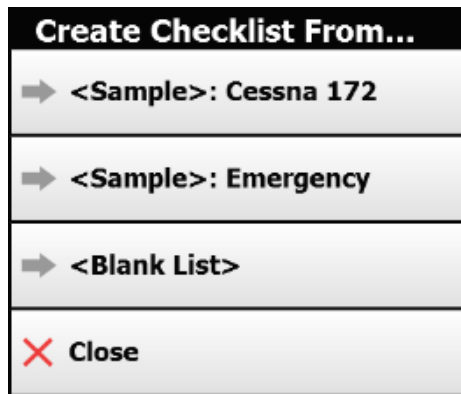 Create Checklist From...
<Sample>: Cessna 172
<Sample>: Emergency
<Blank List>
Close